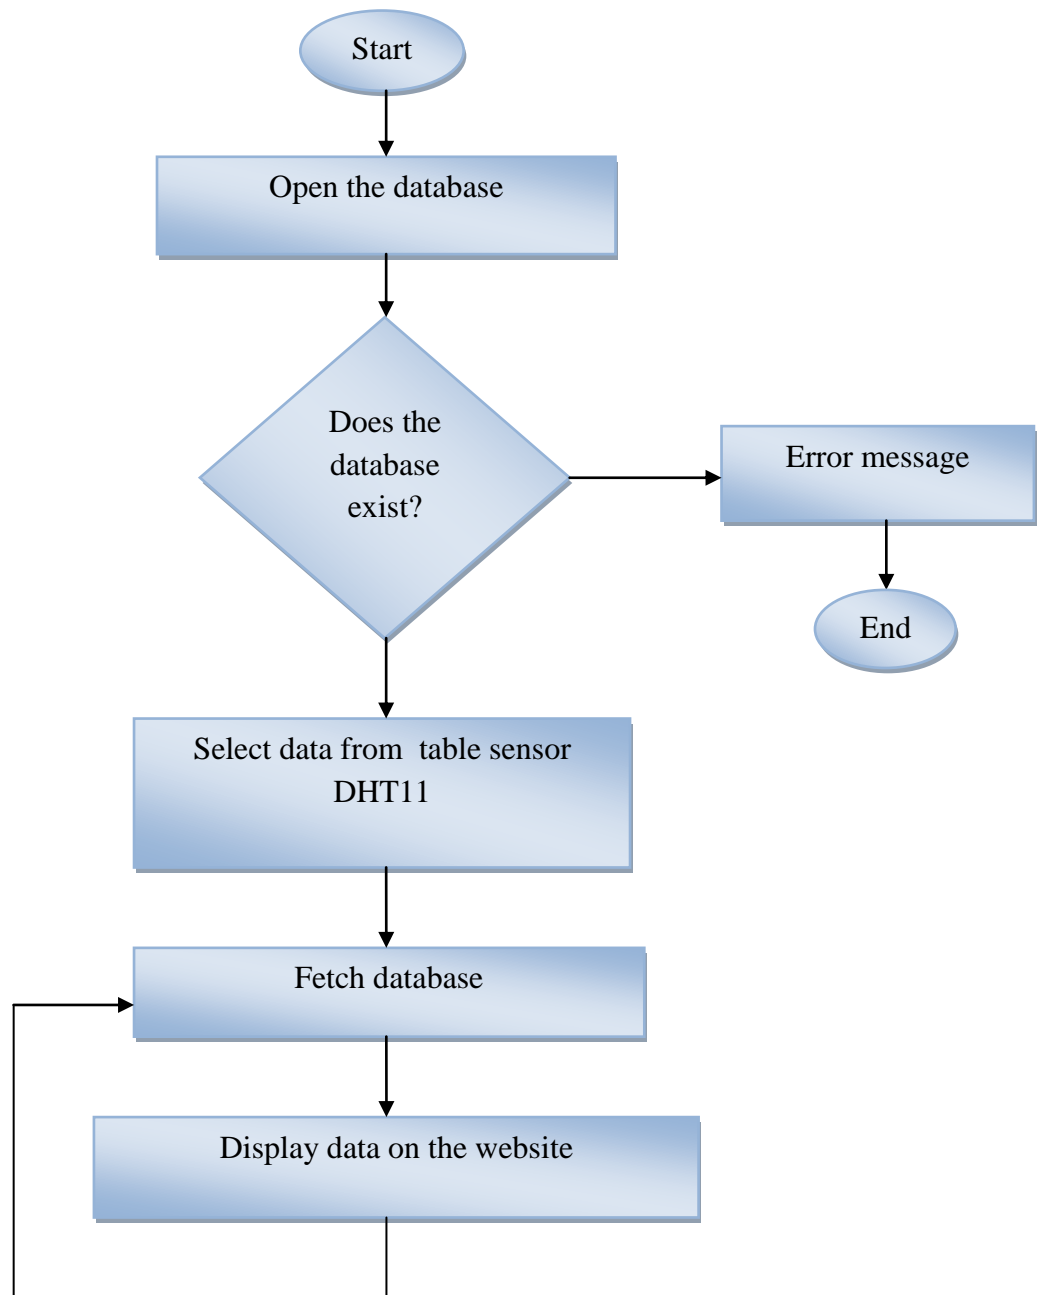 Start
Open the database
Does the
database
exist?
Error message
End
Select data from  table sensor
DHT11
Fetch database
Display data on the website